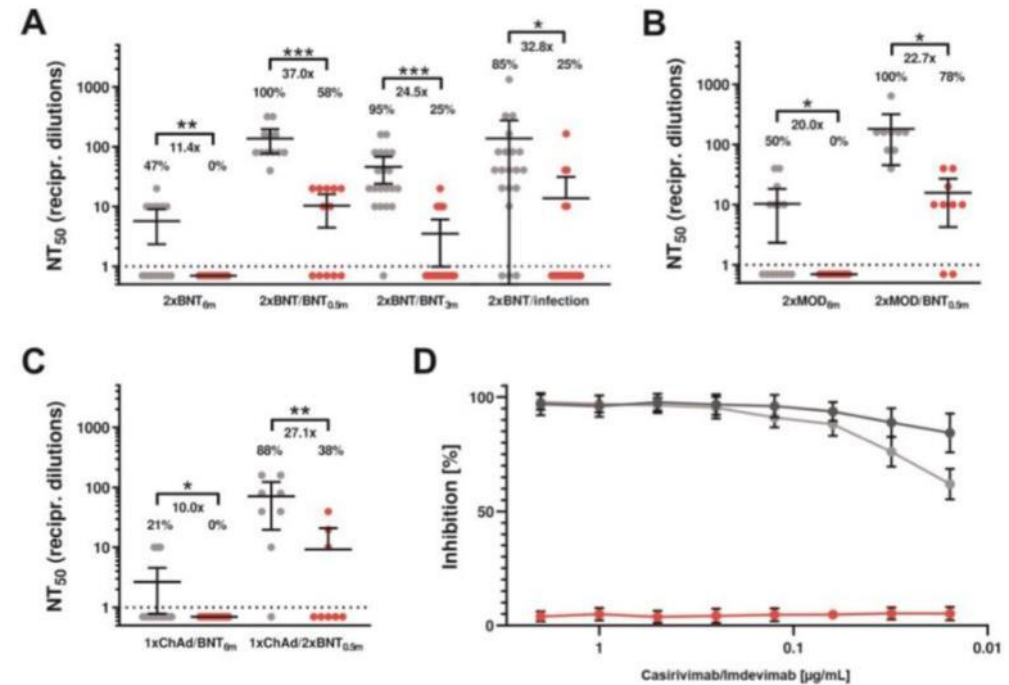 A
NT50 (recipr. dilutions)
1000
100
10
1
**
11.4x
47% 0%
***
37.0x
100% 58%
***
24.5x
95% 25%
*
32.8x
85% 25%
2xBNT6m 2xBNT/BNT0.5m 2xBNT/BNT3m 2xBNT/infection
B
NT50 (recipr. dilutions)
1000
100
10
1
*
20.0x
50% 0%
*
22.7x
100% 78%
2xMOD6m 2xMOD/BNT0.5m
C
NT50 (recipr. dilutions)
1000
100
10
1
*
10.0x
21% 0%
**
27.1x
88% 38%
1xChAd/BNT6m 1xChAd/2xBNT0.5m
D
Inhibition [%]
100
50
0
1 0.1 0.01
Casirivimab/Imdevimab [µg/mL]